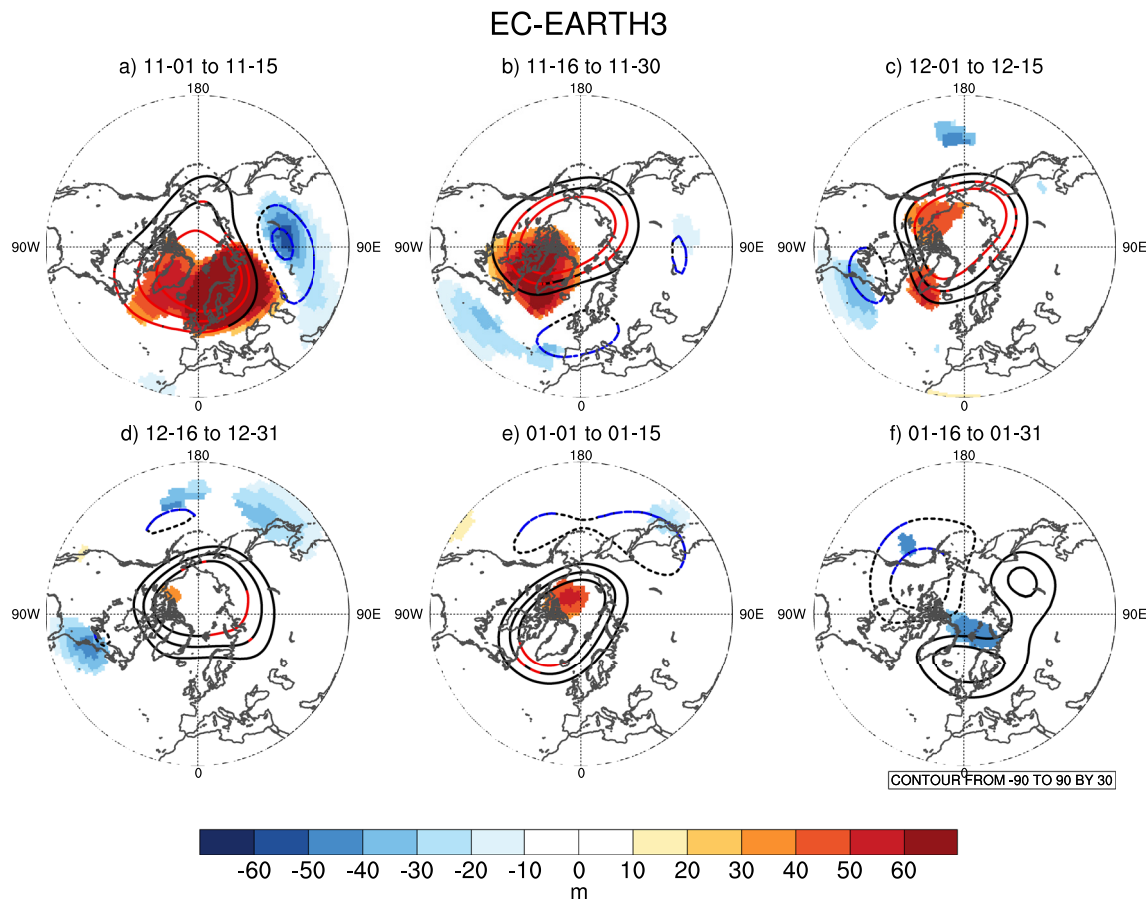 EC-EARTH3
a) 11-01 to 11-15
b) 11-16 to 11-30
c) 12-01 to 12-15
180
180
180
90W
90E
90W
90E
90W
90E
0
0
0
d) 12-16 to 12-31
e) 01-01 to 01-15
f) 01-16 to 01-31
180
180
180
90W
90E
90W
90E
90W
90E
0
0
0
CONTOUR FROM -90 TO 90 BY 30
-60 -50 -40 -30 -20 -10 0 10 20 30 40 50 60
m